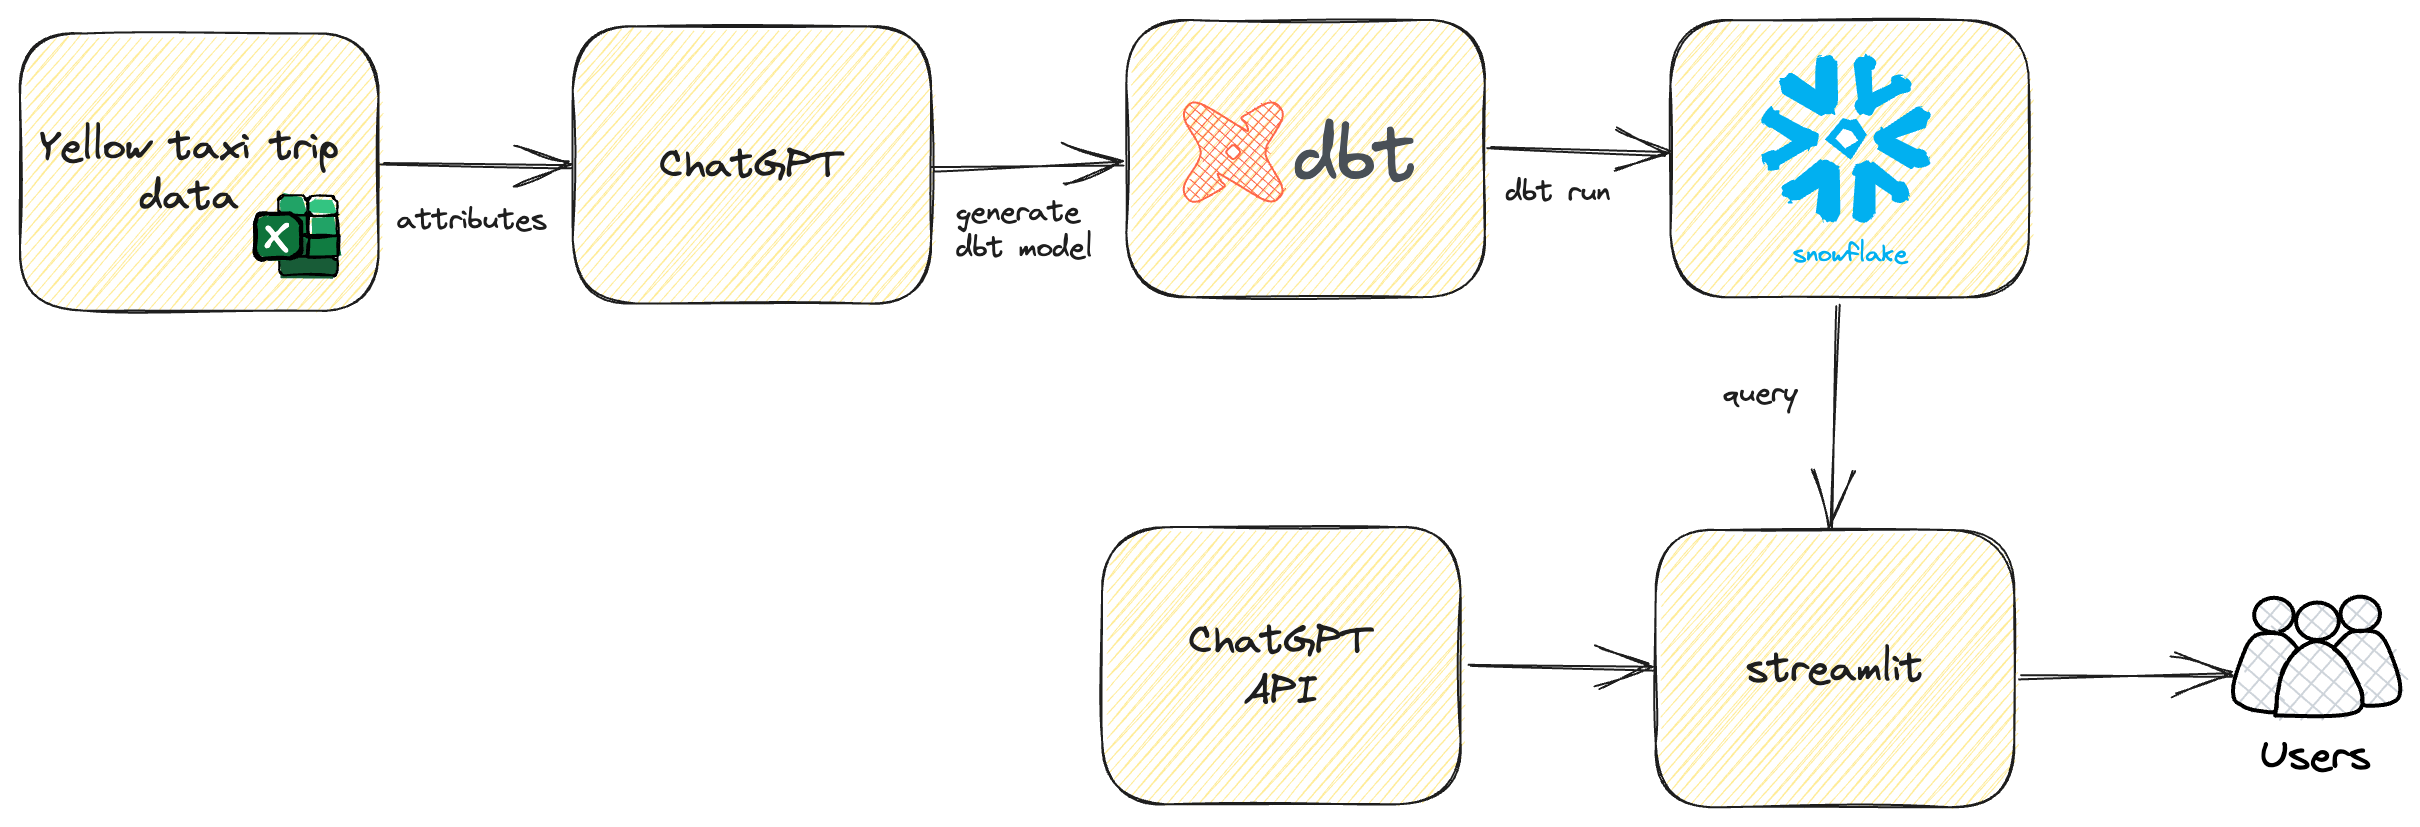 Yellow taxi trip
data
X
attributes
ChatGPT
generate
dbt model
dbt
dbt run
snowflake
query
ChatGPT
API
streamlit
Users